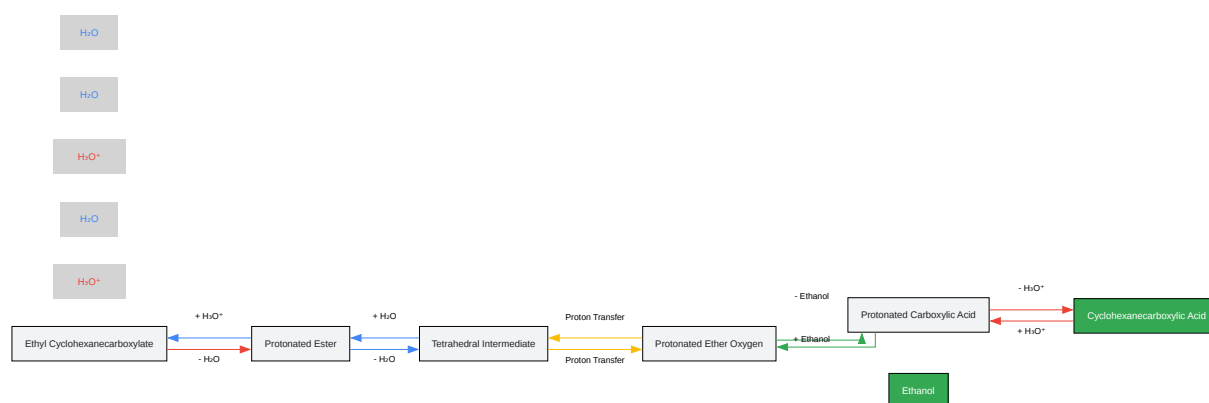 H₂O
H₂O
H₃O⁺
H₂O
H₃O⁺
- H₃O⁺
- Ethanol
Protonated Carboxylic Acid
Cyclohexanecarboxylic Acid
+ H₃O⁺
+ H₂O
Proton Transfer
+ H₃O⁺
+ Ethanol
Ethyl Cyclohexanecarboxylate
Protonated Ester
Tetrahedral Intermediate
Protonated Ether Oxygen
- H₂O
- H₂O
Proton Transfer
Ethanol